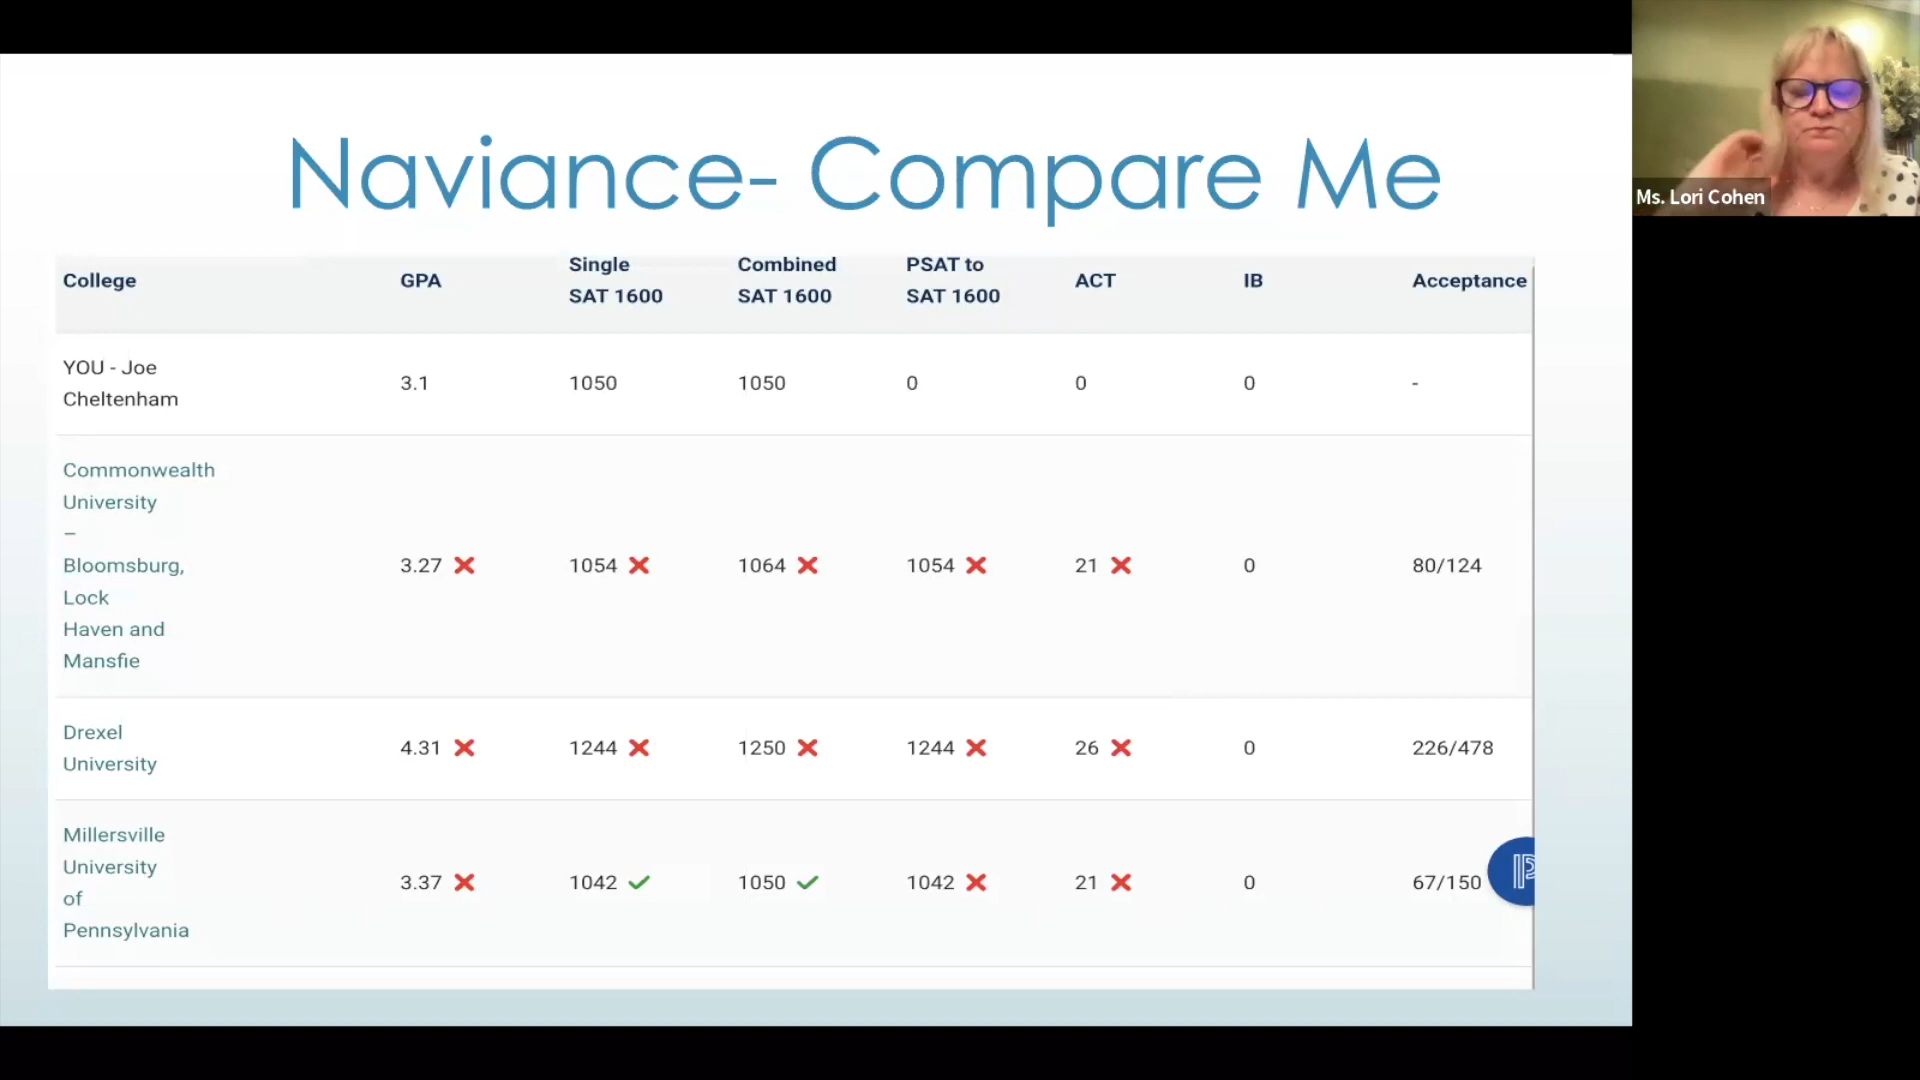 Naviance- Compare Me
Ms. Lori Cohen
College GPA Single SAT 1600 Combined SAT 1600 PSAT to SAT 1600 ACT IB Acceptance
YOU - Joe
Cheltenham
3.1 1050 1050 0 0 0 -
Commonwealth
University
–
Bloomsburg,
Lock
Haven and
Mansfie
3.27 1054 1064 1054 21 0 80/124
Drexel
University
4.31 1244 1250 1244 26 0 226/478
Millersville
University
of
Pennsylvania
3.37 1042 1050 1042 21 0 67/150